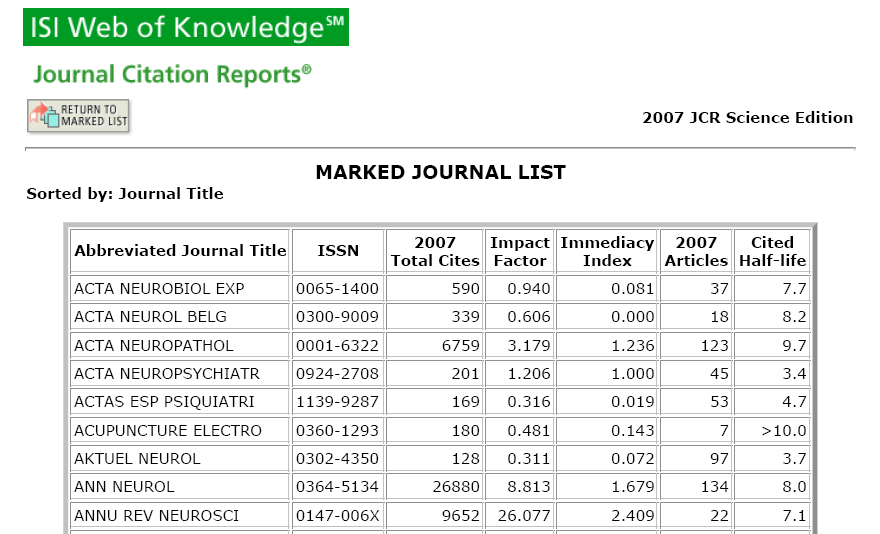 ISI Web of Knowledge℠
Journal Citation Reports®
RETURN TO
MARKED LIST
2007 JCR Science Edition
MARKED JOURNAL LIST
Sorted by: Journal Title
Abbreviated Journal Title ISSN 2007 Total Cites Impact Factor Immediacy Index 2007 Articles Cited Half-life
ACTA NEUROBIOL EXP 0065-1400 590 0.940 0.081 37 7.7
ACTA NEUROL BELG 0300-9009 339 0.606 0.000 18 8.2
ACTA NEUROPATHOL 0001-6322 6759 3.179 1.236 123 9.7
ACTA NEUROPSYCHIATR 0924-2708 201 1.206 1.000 45 3.4
ACTAS ESP PSIQUIATRI 1139-9287 169 0.316 0.019 53 4.7
ACUPUNCTURE ELECTRO 0360-1293 180 0.481 0.143 7 >10.0
AKTUEL NEUROL 0302-4350 128 0.311 0.072 97 3.7
ANN NEUROL 0364-5134 26880 8.813 1.679 134 8.0
ANNU REV NEUROSCI 0147-006X 9652 26.077 2.409 22 7.1